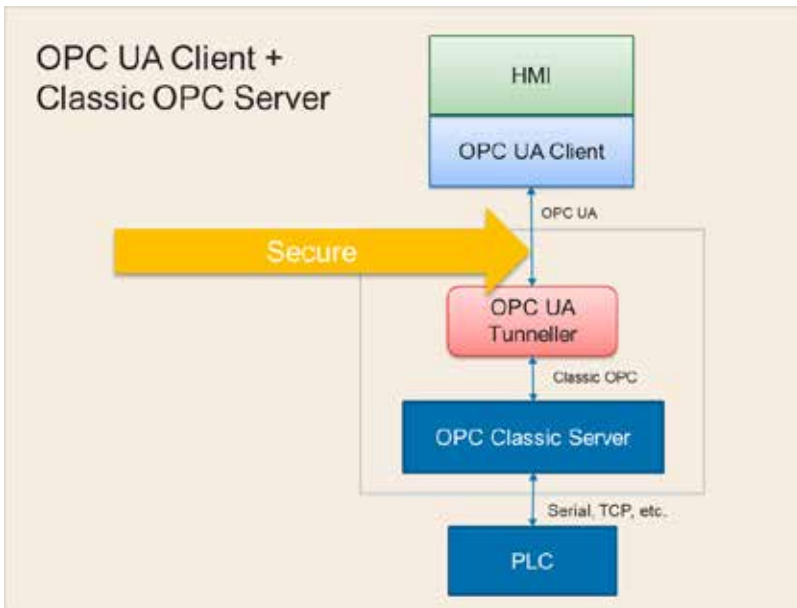 OPC UA Client +
Classic OPC Server
HMI
OPC UA Client
OPC UA
Secure
OPC UA
Tunneller
Classic OPC
OPC Classic Server
Serial, TCP, etc.
PLC